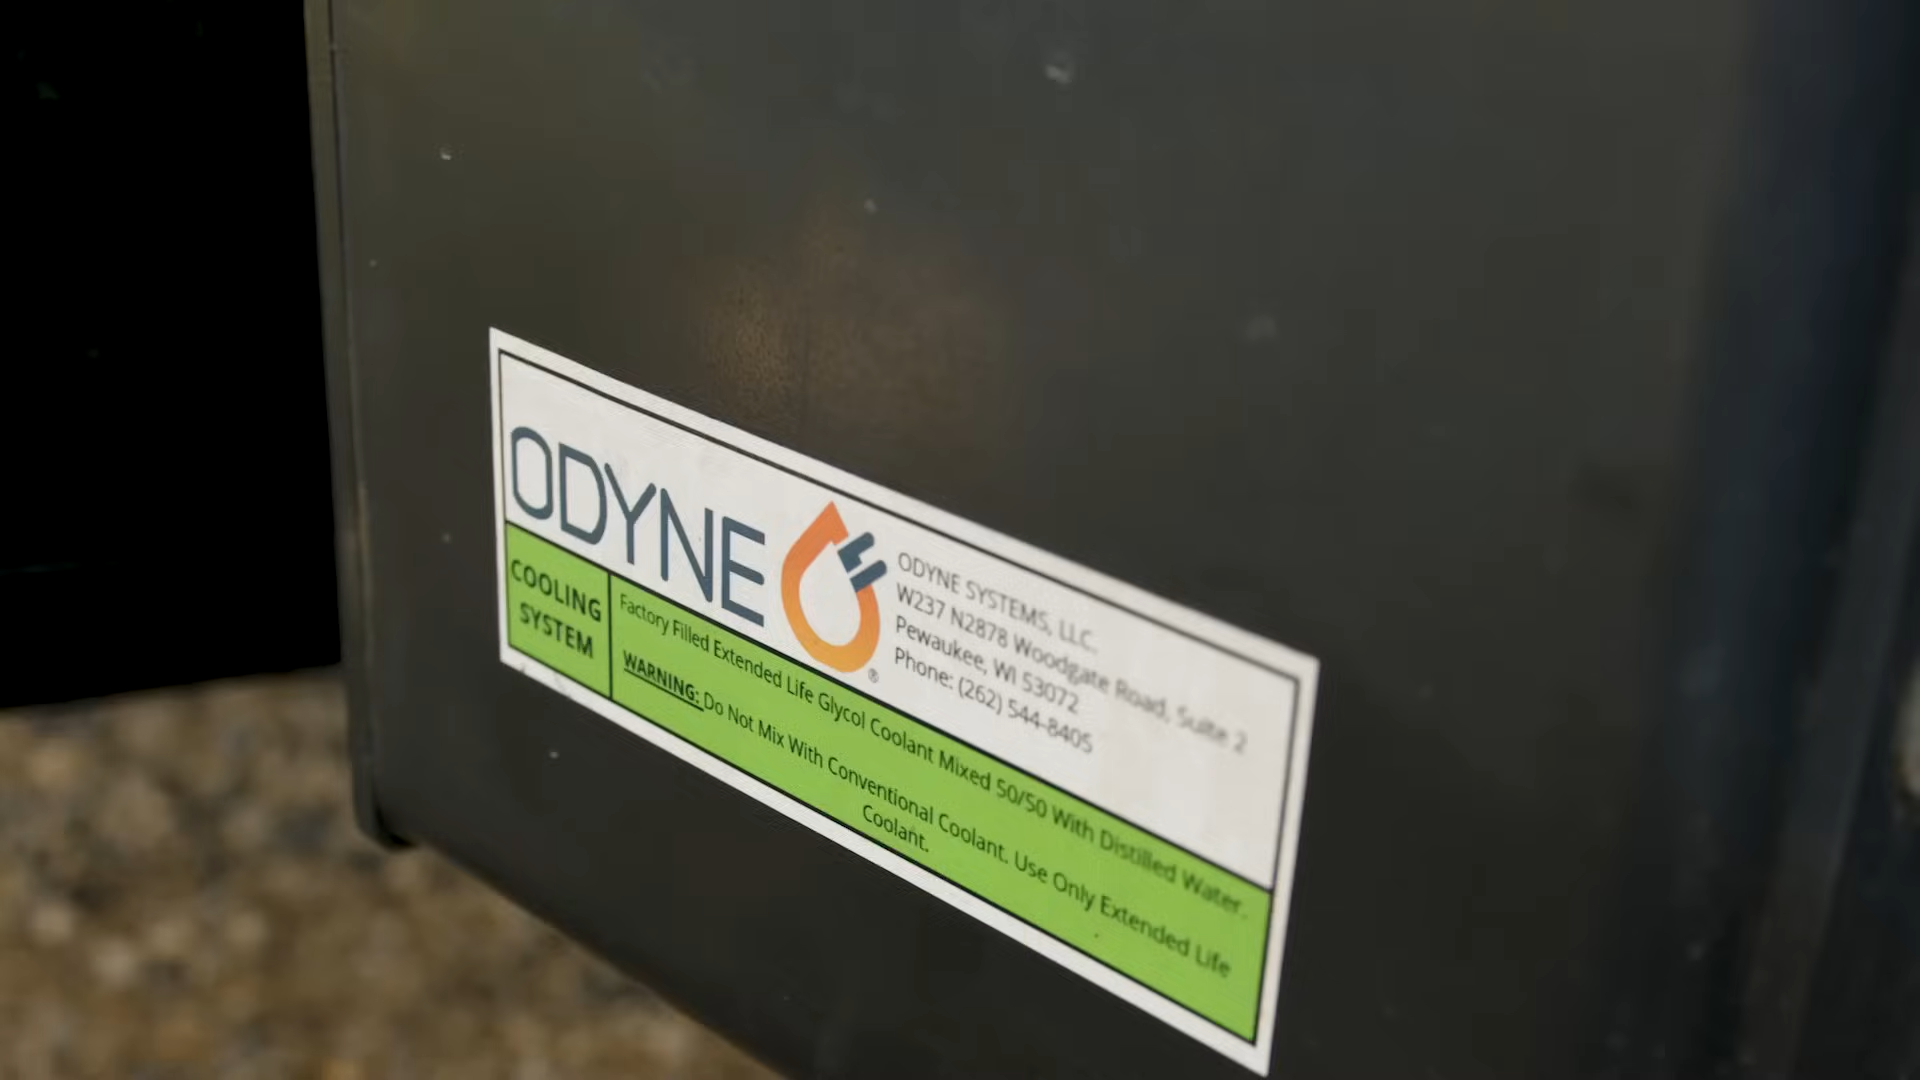 ODYNE
ODYNE SYSTEMS, LLC.
W237 N2878 Woodgate Road, Suite 2
Pewaukee, WI 53072
Phone: (262) 544-8405
COOLING
SYSTEM
Factory Filled Extended Life Glycol Coolant Mixed 50/50 With Distilled Water.
WARNING: Do Not Mix With Conventional Coolant. Use Only Extended Life
Coolant.